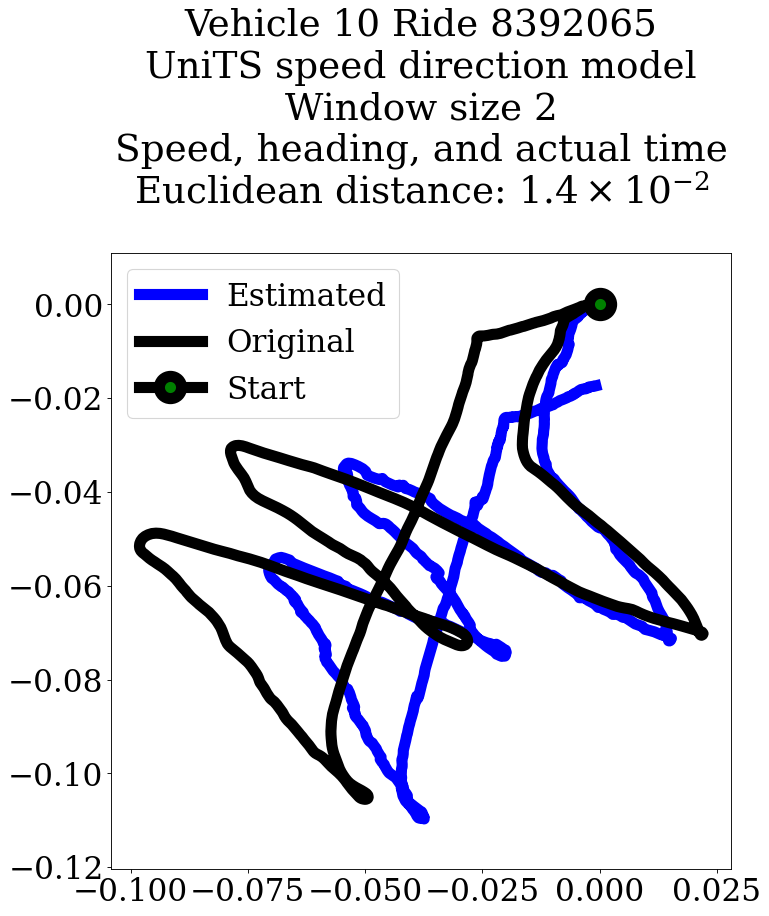 Vehicle 10 Ride 8392065
UniTS speed direction model
Window size 2
Speed, heading, and actual time
Euclidean distance: 1.4 × 10⁻²
Estimated
Original
Start
0.00
−0.02
−0.04
−0.06
−0.08
−0.10
−0.12
−0.100 −0.075 −0.050 −0.025 0.000 0.025